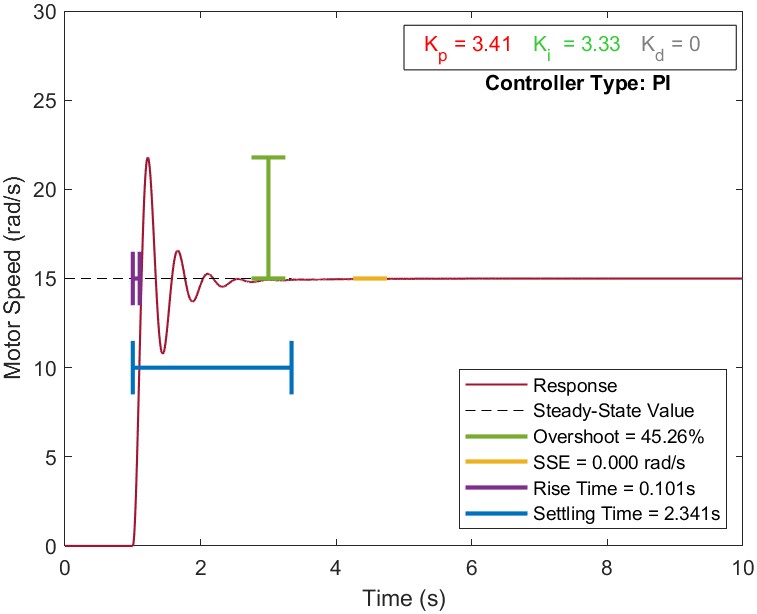 30
25
20
15
10
5
0
Motor Speed (rad/s)
Kp = 3.41 Ki = 3.33 Kd = 0
Controller Type: PI
Response
Steady-State Value
Overshoot = 45.26%
SSE = 0.000 rad/s
Rise Time = 0.101s
Settling Time = 2.341s
0 2 4 6 8 10
Time (s)